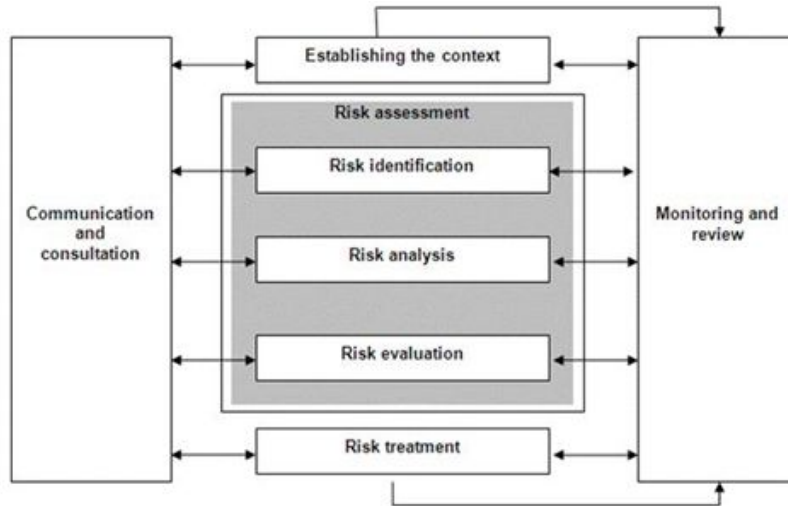 Establishing the context
Risk assessment
Risk identification
Communication
and
consultation
Monitoring and
review
Risk analysis
Risk evaluation
Risk treatment